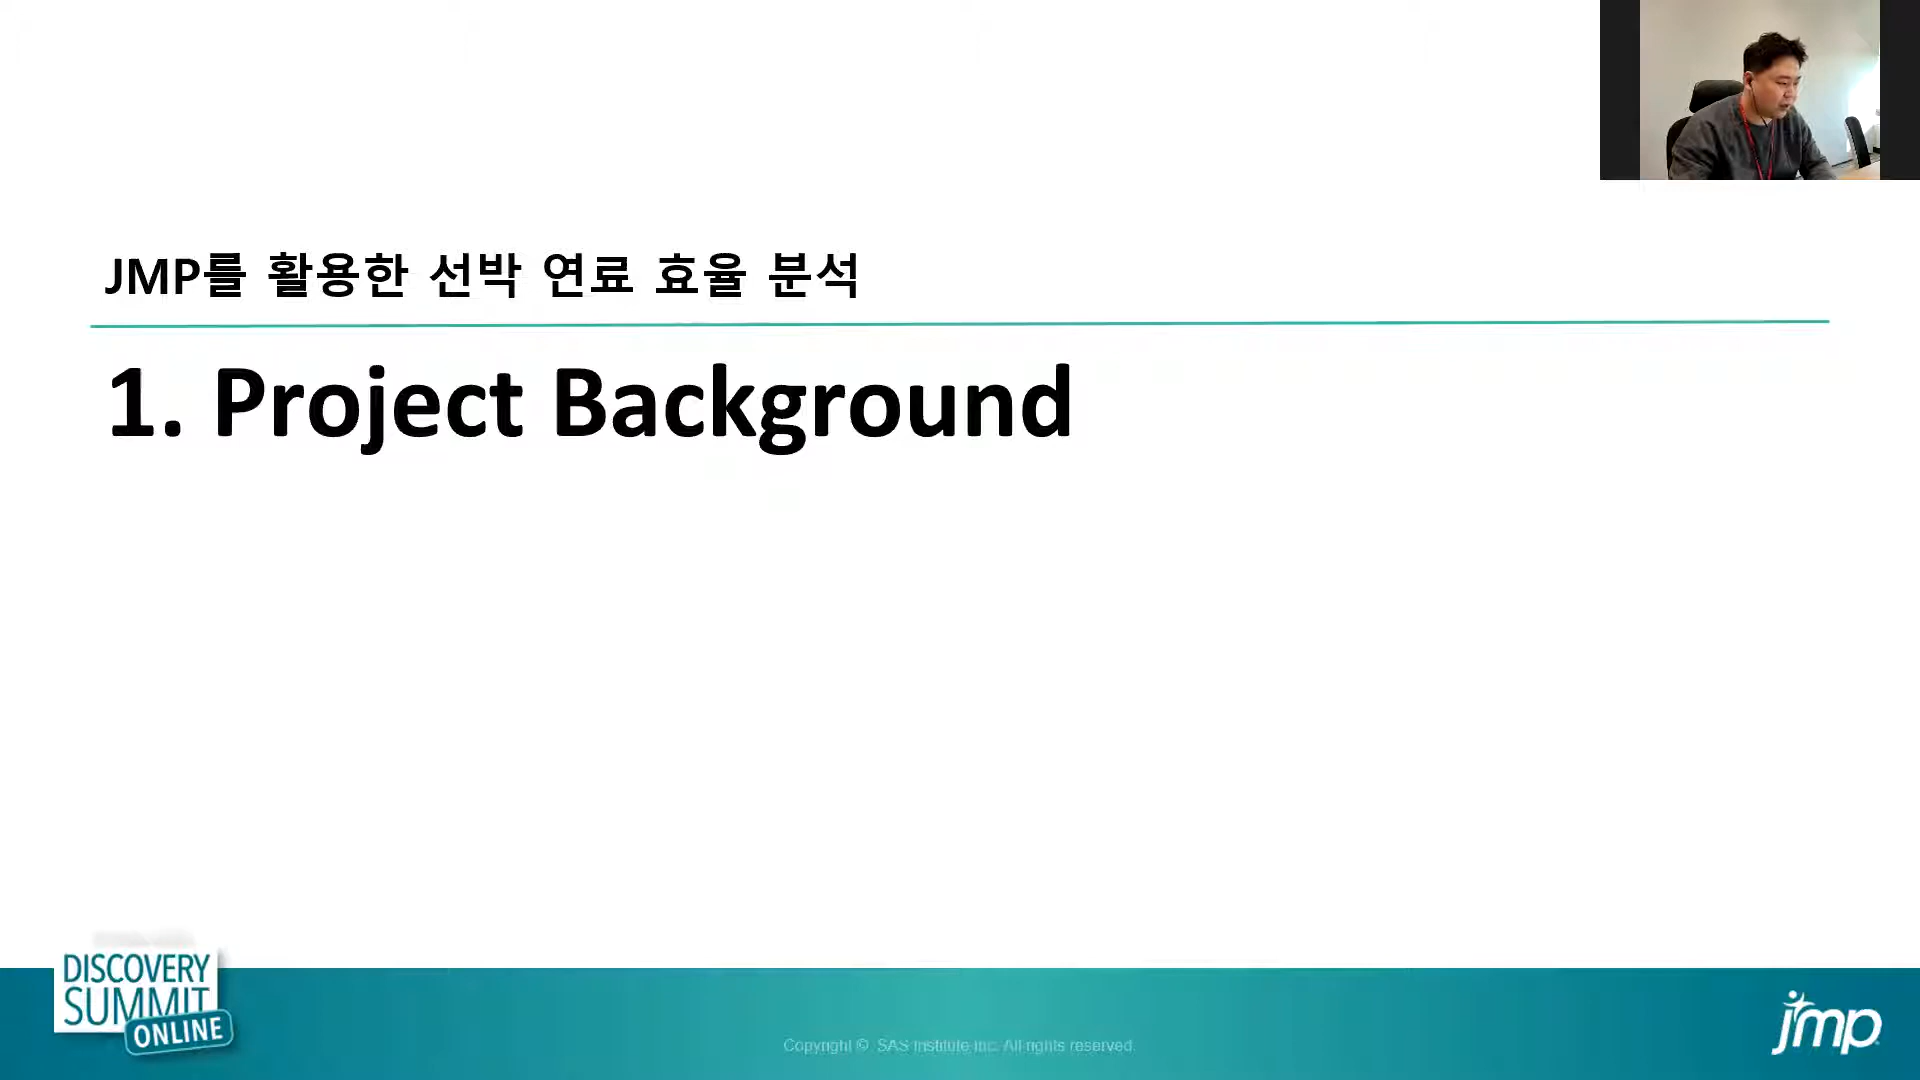 JMP를 활용한 선박 연료 효율 분석
1. Project Background
DISCOVERY
SUMMIT
ONLINE
Copyright © SAS Institute Inc. All rights reserved.
jmp